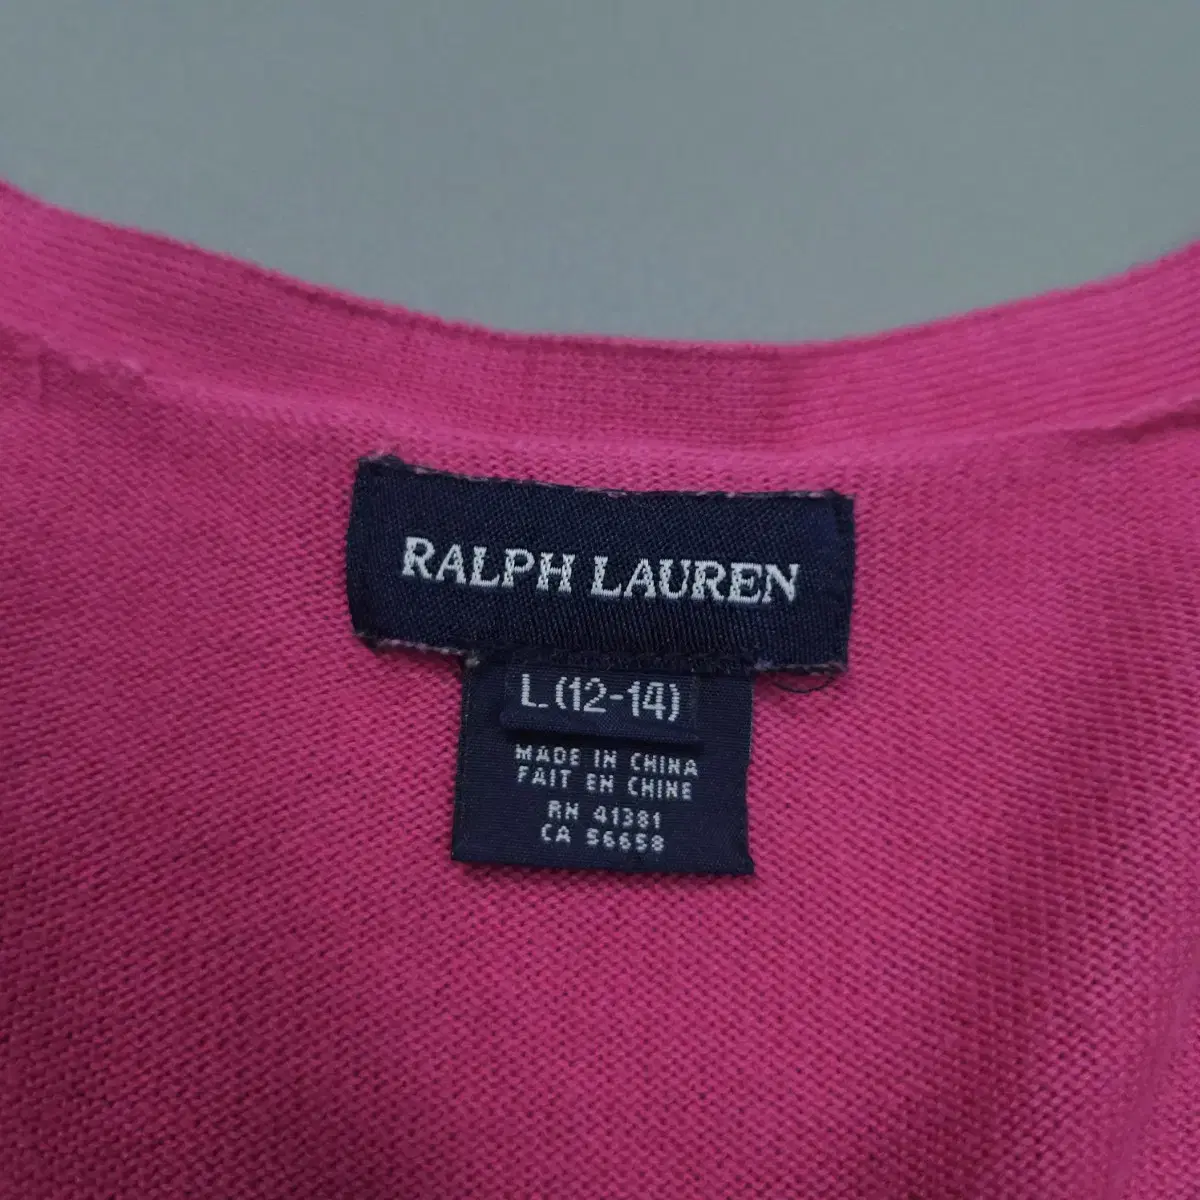 RALPH LAUREN
L (12-14)
MADE IN CHINA
FAIT EN CHINE
RN 41381
CA 56658